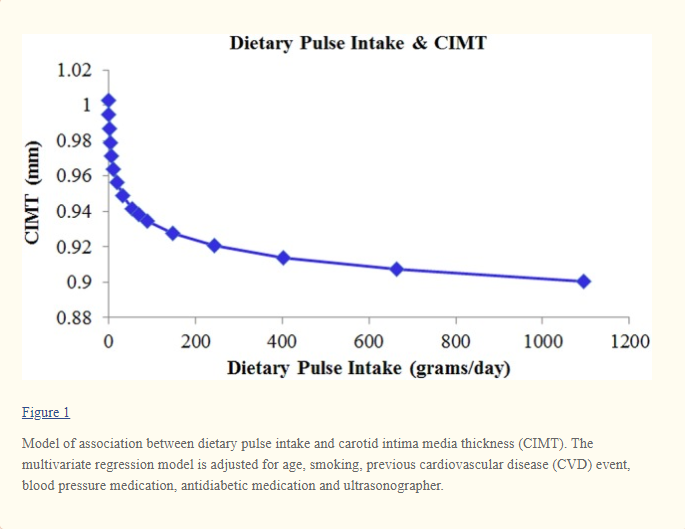 Dietary Pulse Intake & CIMT
1.02
1
0.98
0.96
0.94
0.92
0.9
0.88
CIMT (mm)
0 200 400 600 800 1000 1200
Dietary Pulse Intake (grams/day)
Figure 1
Model of association between dietary pulse intake and carotid intima media thickness (CIMT). The
multivariate regression model is adjusted for age, smoking, previous cardiovascular disease (CVD) event,
blood pressure medication, antidiabetic medication and ultrasonographer.